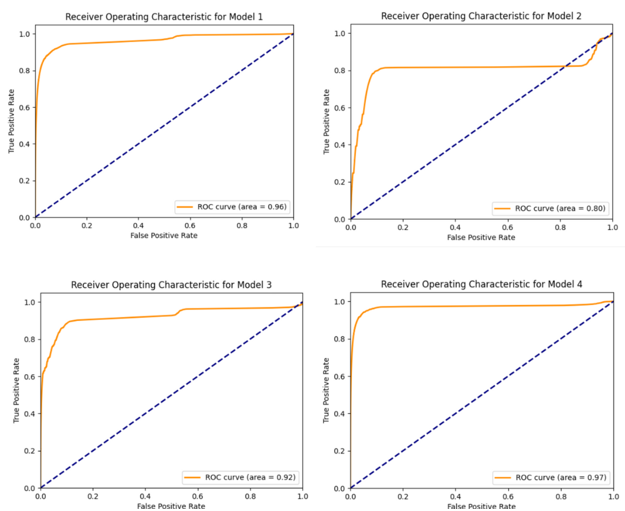 Receiver Operating Characteristic for Model 1
1.0
0.8
0.6
0.4
0.2
0.0
True Positive Rate
ROC curve (area = 0.96)
0.0 0.2 0.4 0.6 0.8 1.0
False Positive Rate
Receiver Operating Characteristic for Model 2
1.0
0.8
0.6
0.4
0.2
0.0
True Positive Rate
ROC curve (area = 0.80)
0.0 0.2 0.4 0.6 0.8 1.0
False Positive Rate
Receiver Operating Characteristic for Model 3
1.0
0.8
0.6
0.4
0.2
0.0
True Positive Rate
ROC curve (area = 0.92)
0.0 0.2 0.4 0.6 0.8 1.0
False Positive Rate
Receiver Operating Characteristic for Model 4
1.0
0.8
0.6
0.4
0.2
0.0
True Positive Rate
ROC curve (area = 0.97)
0.0 0.2 0.4 0.6 0.8 1.0
False Positive Rate